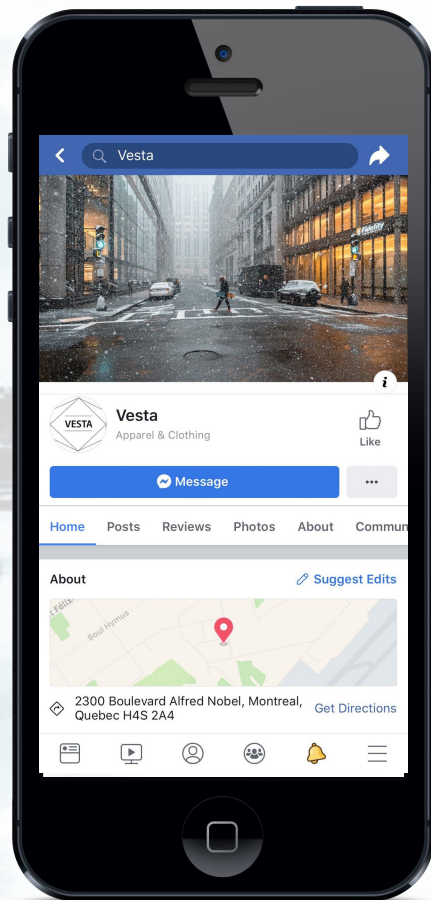 Vesta
Fidelity
VESTA
Vesta
Apparel & Clothing
Like
Message
Home Posts Reviews Photos About Commun
About
Suggest Edits
Boul Hymus
2300 Boulevard Alfred Nobel, Montreal,
Quebec H4S 2A4
Get Directions